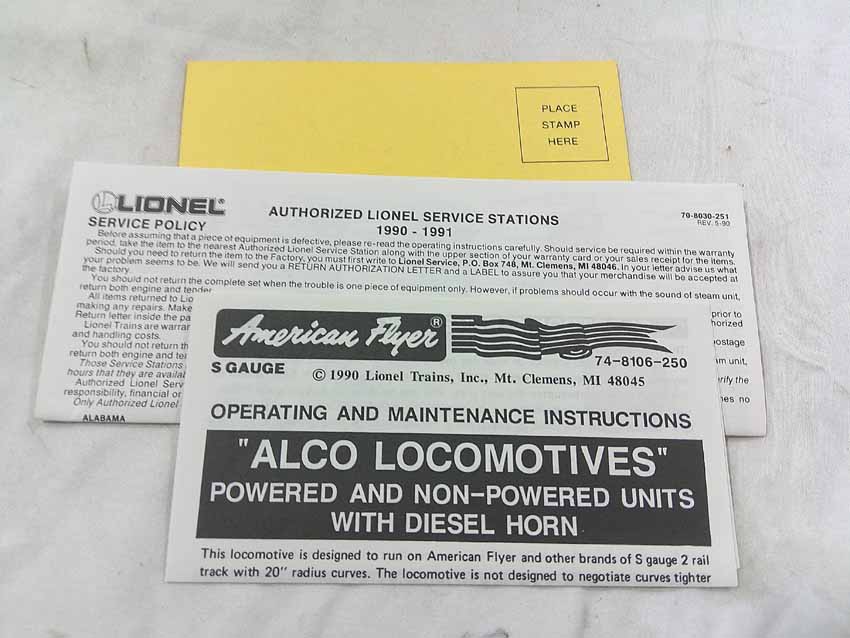 PLACE
STAMP
HERE
LIONEL
AUTHORIZED LIONEL SERVICE STATIONS
1990 - 1991
70-8030-251
REV. 5-90
SERVICE POLICY
Before assuming that a piece of equipment is defective, please re-read the operating instructions carefully. Should service be required within the warranty
period, take the item to the nearest Authorized Lionel Service Station along with the upper section of your warranty card or your sales receipt for the items.
Should you need to return the item to the Factory, you must first write to Lionel Service, P.O. Box 748, Mt. Clemens, MI 48046. In your letter advise us what
your problem seems to be. We will send you a RETURN AUTHORIZATION LETTER and a LABEL to assure you that your merchandise will be accepted at
the factory.
You should not return the complete set when the trouble is one piece of equipment only. However, if problems should occur with the sound of steam unit,
return both engine and tender
All items returned to Lio
prior to
making any repairs. Make
horized
Return letter inside the pa
Lionel Trains are warran
postage
and handling costs.
You should not return th
am unit,
return both engine and ten
Those Service Stations
verify the
hours that they are availab
Authorized Lionel Serv
es no
responsibility, financial or
Only Authorized Lionel
ALABAMA
American Flyer®
S GAUGE
74-8106-250
© 1990 Lionel Trains, Inc., Mt. Clemens, MI 48045
OPERATING AND MAINTENANCE INSTRUCTIONS
"ALCO LOCOMOTIVES"
POWERED AND NON-POWERED UNITS
WITH DIESEL HORN
This locomotive is designed to run on American Flyer and other brands of S gauge 2 rail
track with 20" radius curves. The locomotive is not designed to negotiate curves tighter